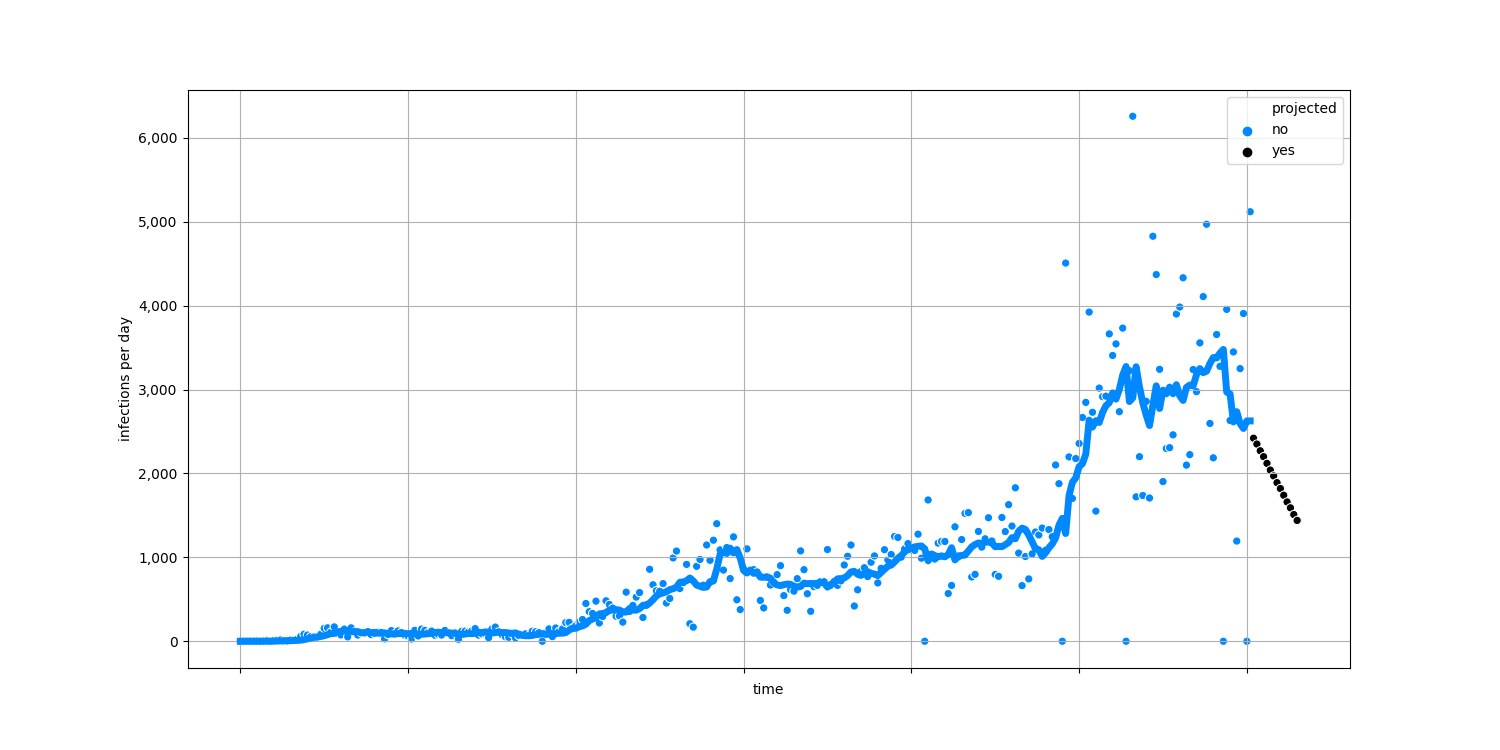 projected
no
yes
6,000
5,000
4,000
3,000
2,000
1,000
0
infections per day
time